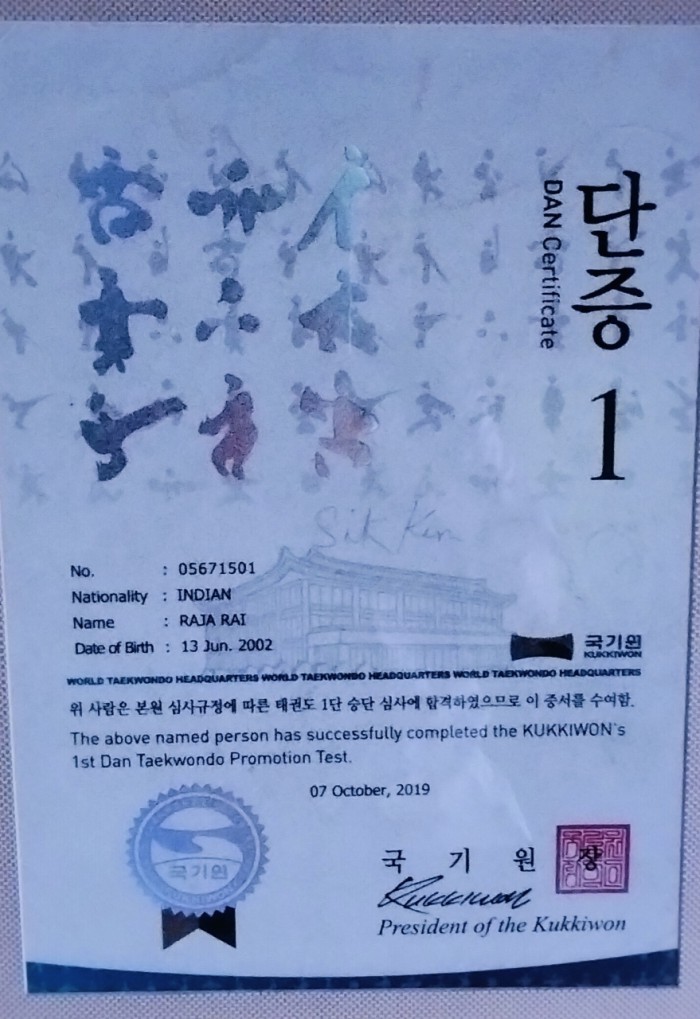 단증
DAN Certificate
1
No. : 05671501
Nationality : INDIAN
Name : RAJA RAI
Date of Birth : 13 Jun. 2002
국기원
KUKKIWON
WORLD TAEKWONDO HEADQUARTERS WORLD TAEKWONDO HEADQUARTERS WORLD TAEKWONDO HEADQUARTERS WORLD TAEKWONDO HEADQUARTERS
위 사람은 본원 심사규정에 따른 태권도 1단 승단 심사에 합격하였으므로 이 증서를 수여함.
The above named person has successfully completed the KUKKIWON's
1st Dan Taekwondo Promotion Test.
07 October, 2019
국기원
국 기 원 장
Kukkiwon
President of the Kukkiwon